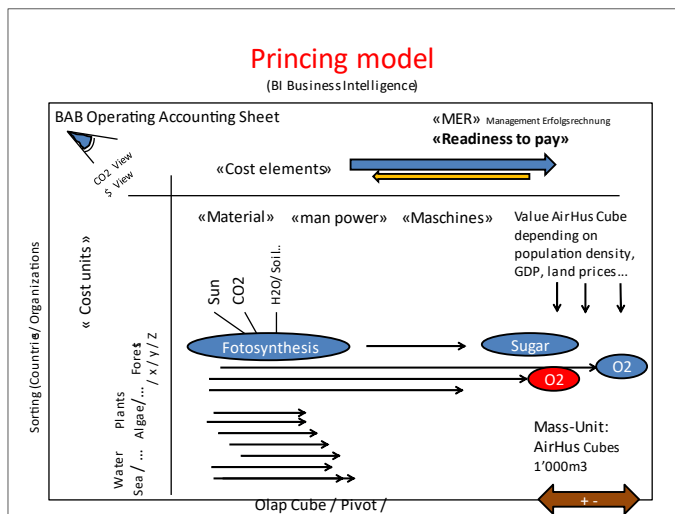 Princing model
(BI Business Intelligence)
BAB Operating Accounting Sheet
«MER» Management Erfolgsrechnung
«Readiness to pay»
CO2 View
$ View
«Cost elements»
«Material»
«man power»
«Maschines»
Value AirHus Cube
depending on
population density,
GDP, land prices...
« Cost units »
Sorting (Countries/ Organizations
Sun
CO2
H2O/ Soil..
Fotosynthesis
Sugar
O2
O2
Plants
Algae/ ...
Forest
/ x / y / Z
Water
Sea / ...
Mass-Unit:
AirHus Cubes
1'000m3
+ -
Olap Cube / Pivot /